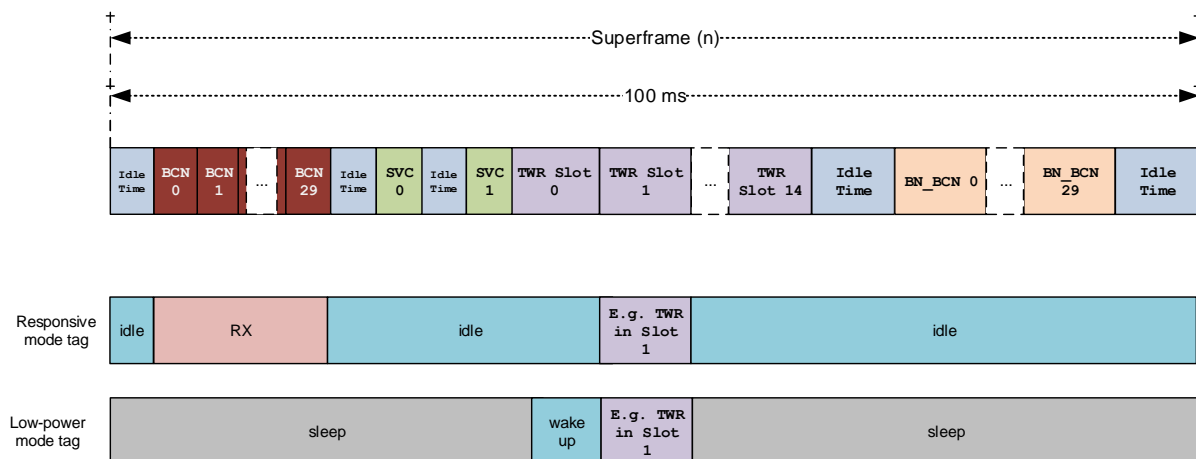 Superframe (n)
100 ms
Idle
Time
BCN
0
BCN
1
...
BCN
29
Idle
Time
SVC
0
Idle
Time
SVC
1
TWR Slot
0
TWR Slot
1
...
TWR
Slot 14
Idle
Time
BN_BCN 0
...
BN_BCN
29
Idle
Time
Responsive
mode tag
idle
RX
idle
E.g. TWR
in Slot
1
idle
Low-power
mode tag
sleep
wake
up
E.g. TWR
in Slot
1
sleep